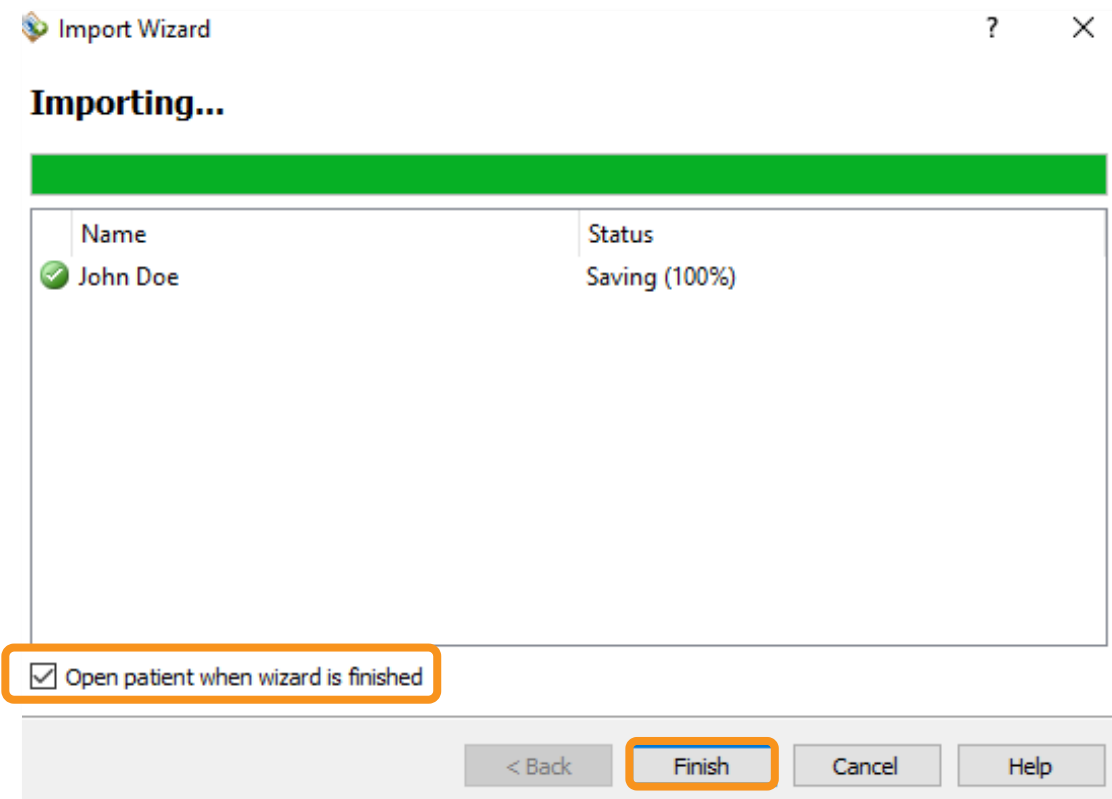 Import Wizard ?
Importing...
Name Status
John Doe Saving (100%)
Open patient when wizard is finished
< Back Finish Cancel Help